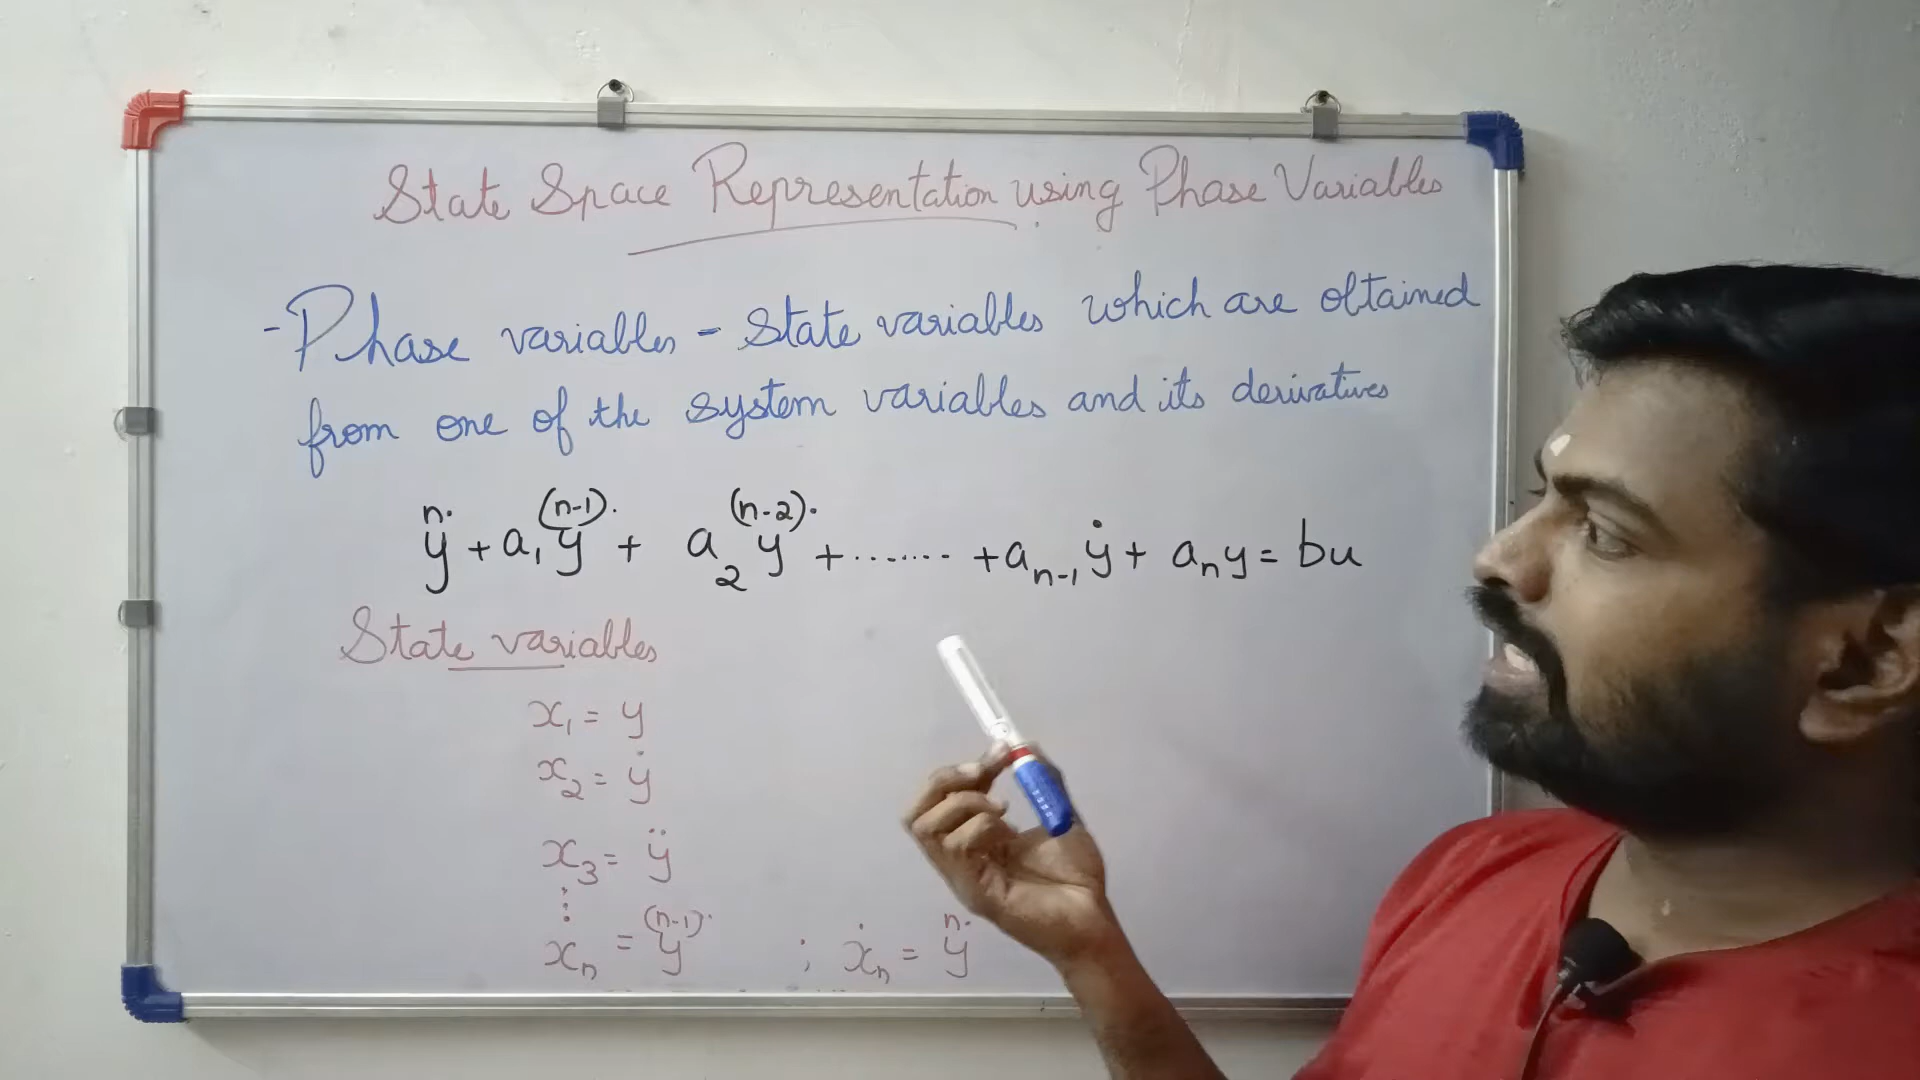 State Space Representation using Phase Variables
- Phase variables - State variables which are obtained
from one of the system variables and its derivatives
n. (n-1). (n-2). .
y + a₁ y + a₂ y + ....... + aₙ₋₁ ẏ + aₙ y = bu
State variables
x₁ = y
x₂ = ẏ
x₃ = ÿ
⋮
(n-1). n.
xₙ = y ; ẋₙ = y